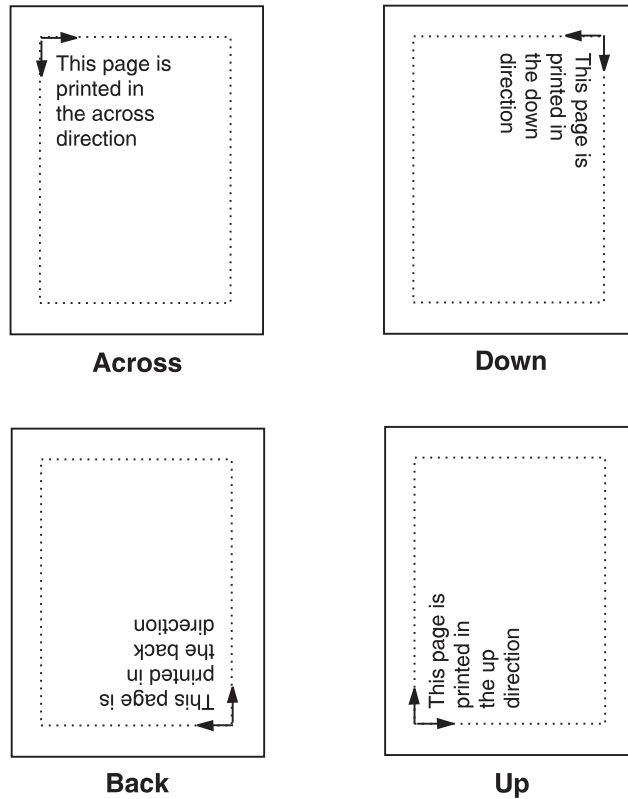 This page is
printed in
the across
direction
Across
This page is
printed in
the down
direction
Down
This page is
printed in
the back
direction
Back
This page is
printed in
the up
direction
Up